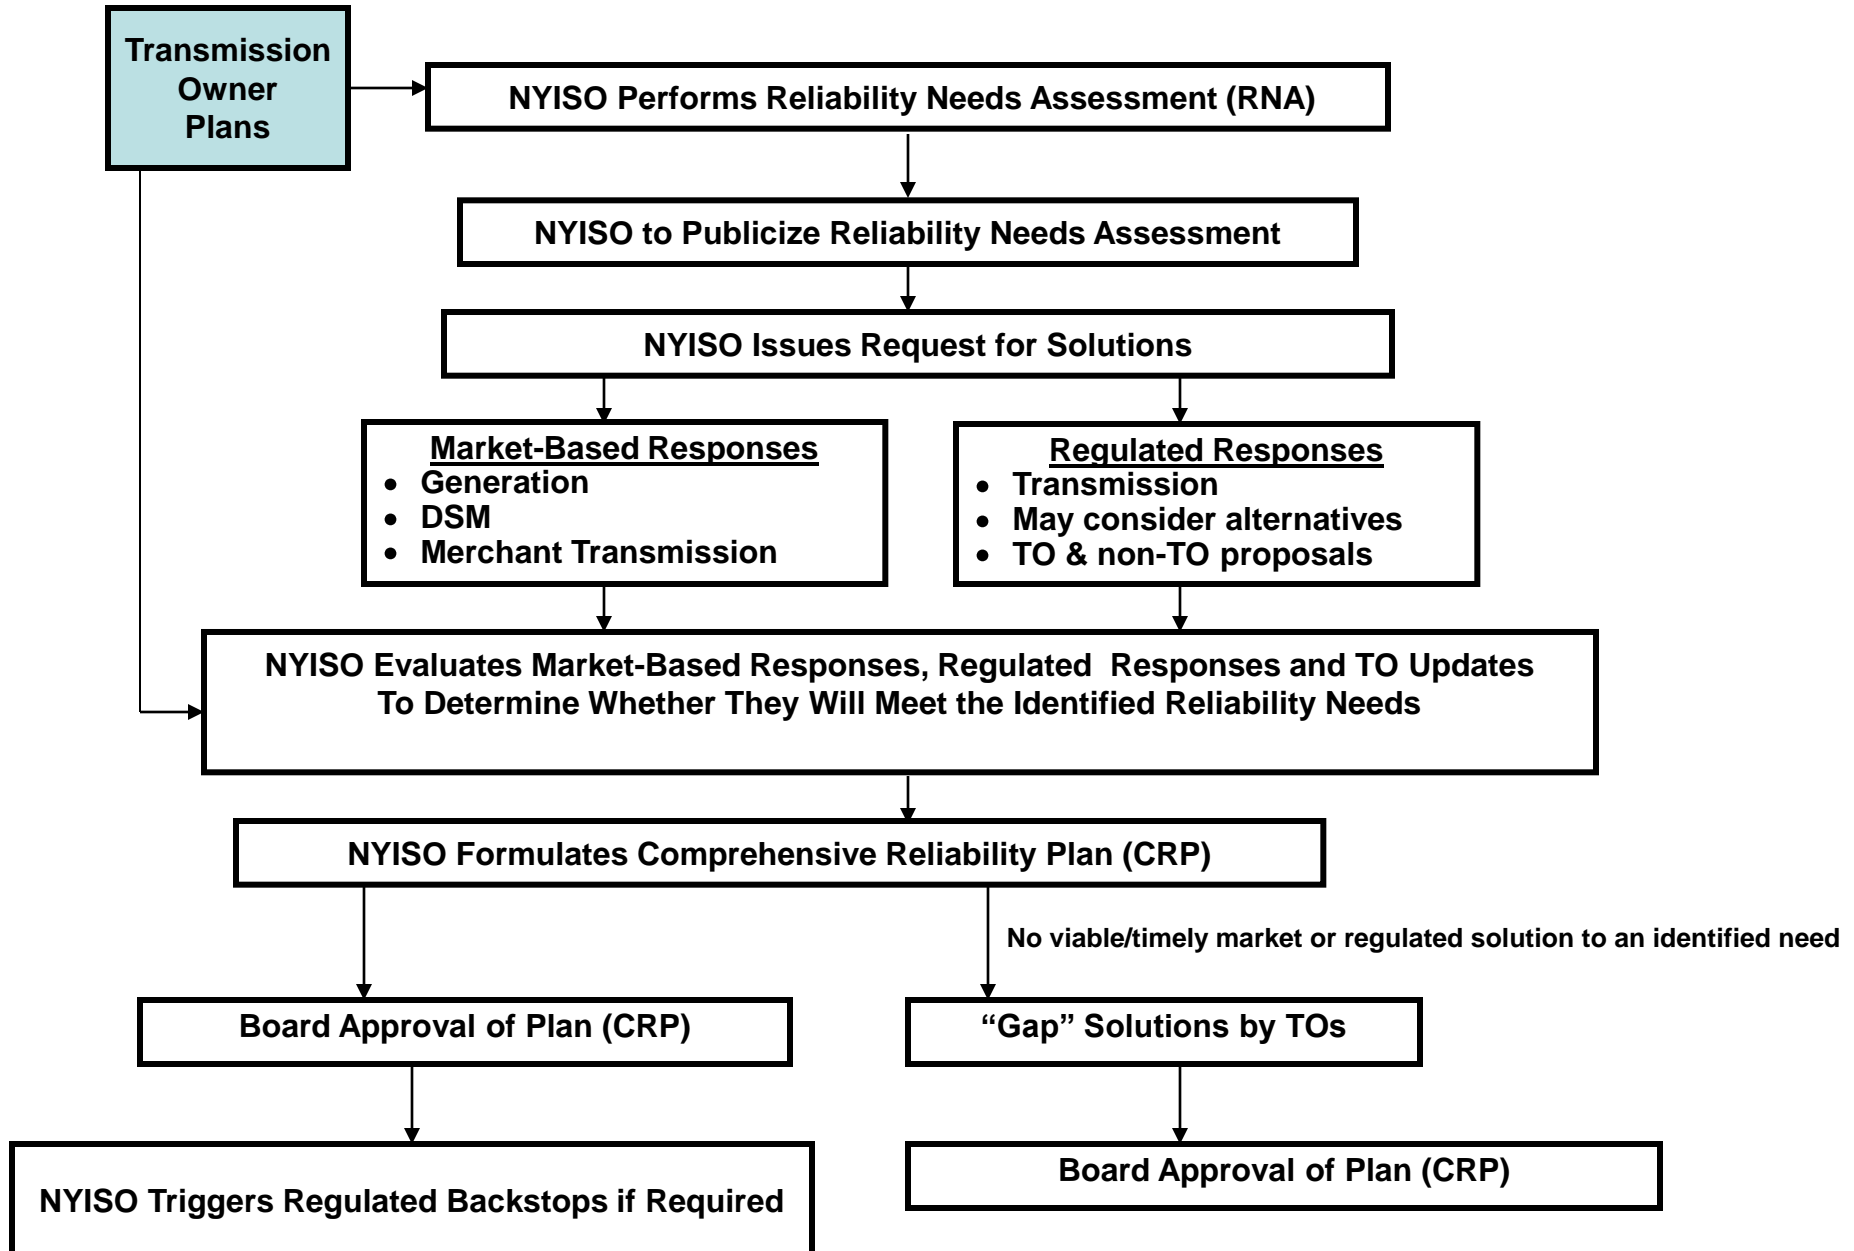 Transmission
Owner
Plans
NYISO Performs Reliability Needs Assessment (RNA)
NYISO to Publicize Reliability Needs Assessment
NYISO Issues Request for Solutions
Market-Based Responses
• Generation
• DSM
• Merchant Transmission
Regulated Responses
• Transmission
• May consider alternatives
• TO & non-TO proposals
NYISO Evaluates Market-Based Responses, Regulated Responses and TO Updates
To Determine Whether They Will Meet the Identified Reliability Needs
NYISO Formulates Comprehensive Reliability Plan (CRP)
No viable/timely market or regulated solution to an identified need
Board Approval of Plan (CRP)
“Gap” Solutions by TOs
NYISO Triggers Regulated Backstops if Required
Board Approval of Plan (CRP)